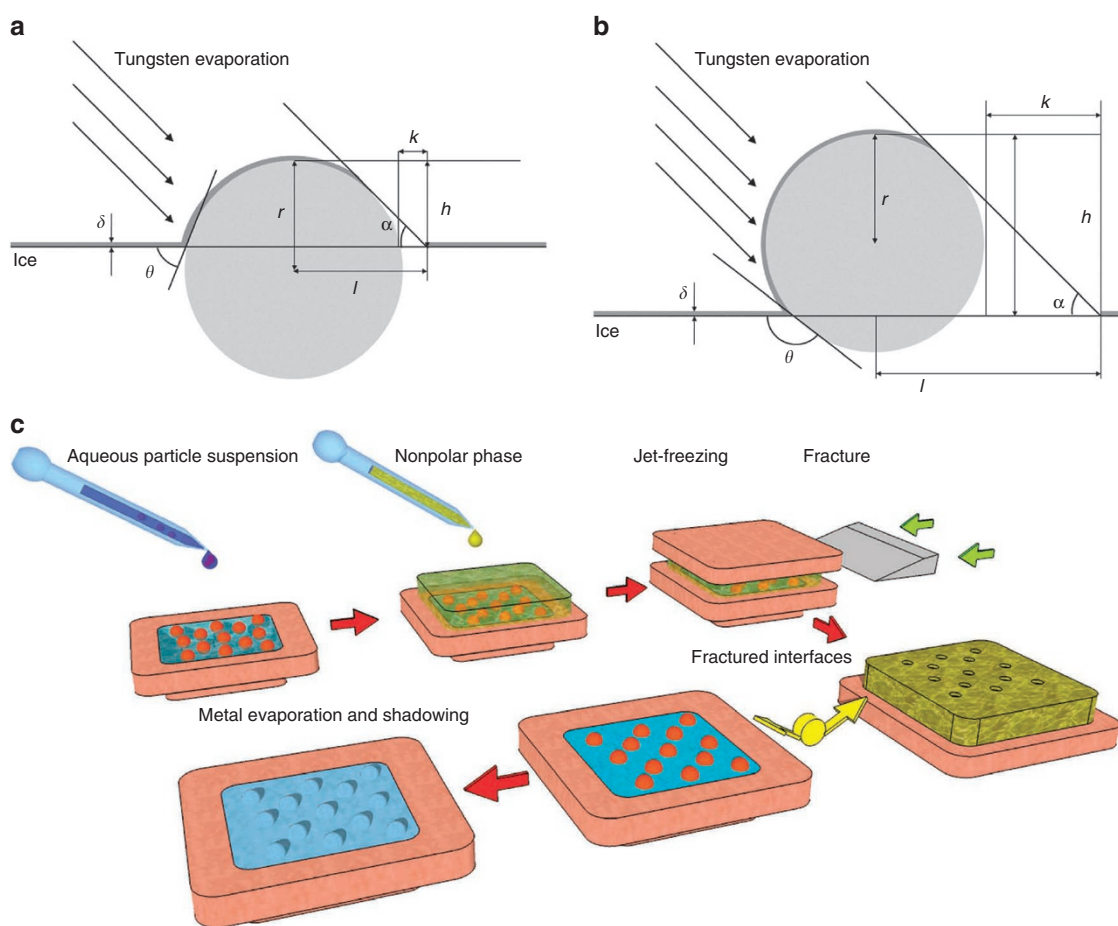 a
Tungsten evaporation
k
r
h
α
δ
Ice
θ
l
b
Tungsten evaporation
k
r
h
δ
α
Ice
θ
l
c
Aqueous particle suspension
Nonpolar phase
Jet-freezing
Fracture
Fractured interfaces
Metal evaporation and shadowing